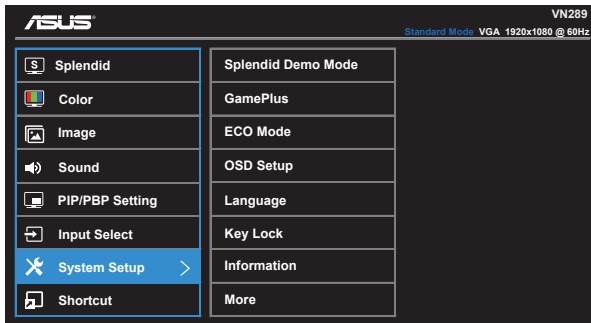 ASUS
VN289
Standard Mode VGA 1920x1080 @ 60Hz
S Splendid
Color
Image
Sound
PIP/PBP Setting
Input Select
System Setup >
Shortcut
Splendid Demo Mode
GamePlus
ECO Mode
OSD Setup
Language
Key Lock
Information
More